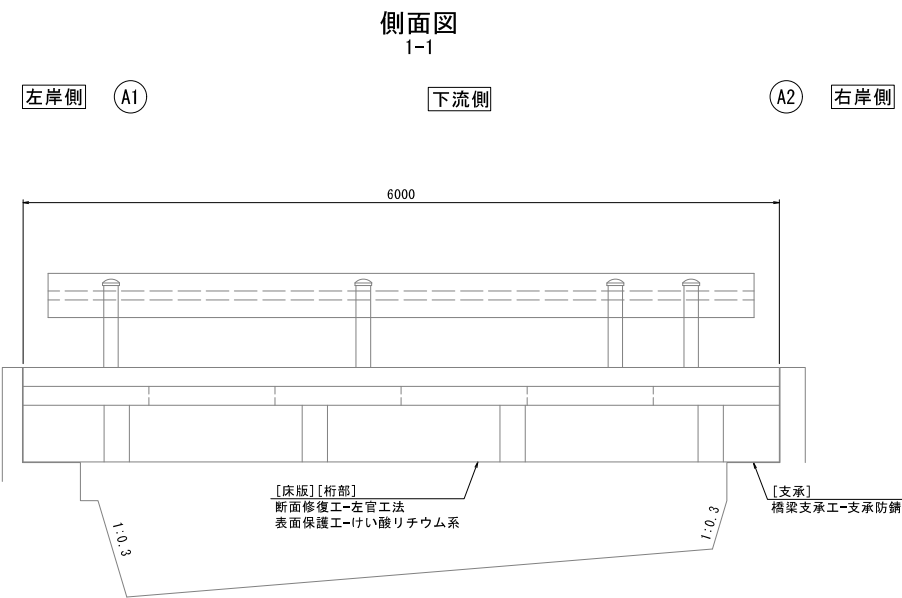 側面図
1-1
左岸側
A1
下流側
A2
右岸側
6000
[床版][桁部]
断面修復工-左官工法
表面保護工-けい酸リチウム系
[支承]
橋梁支承工-支承防錆
1:0.3
1:0.3